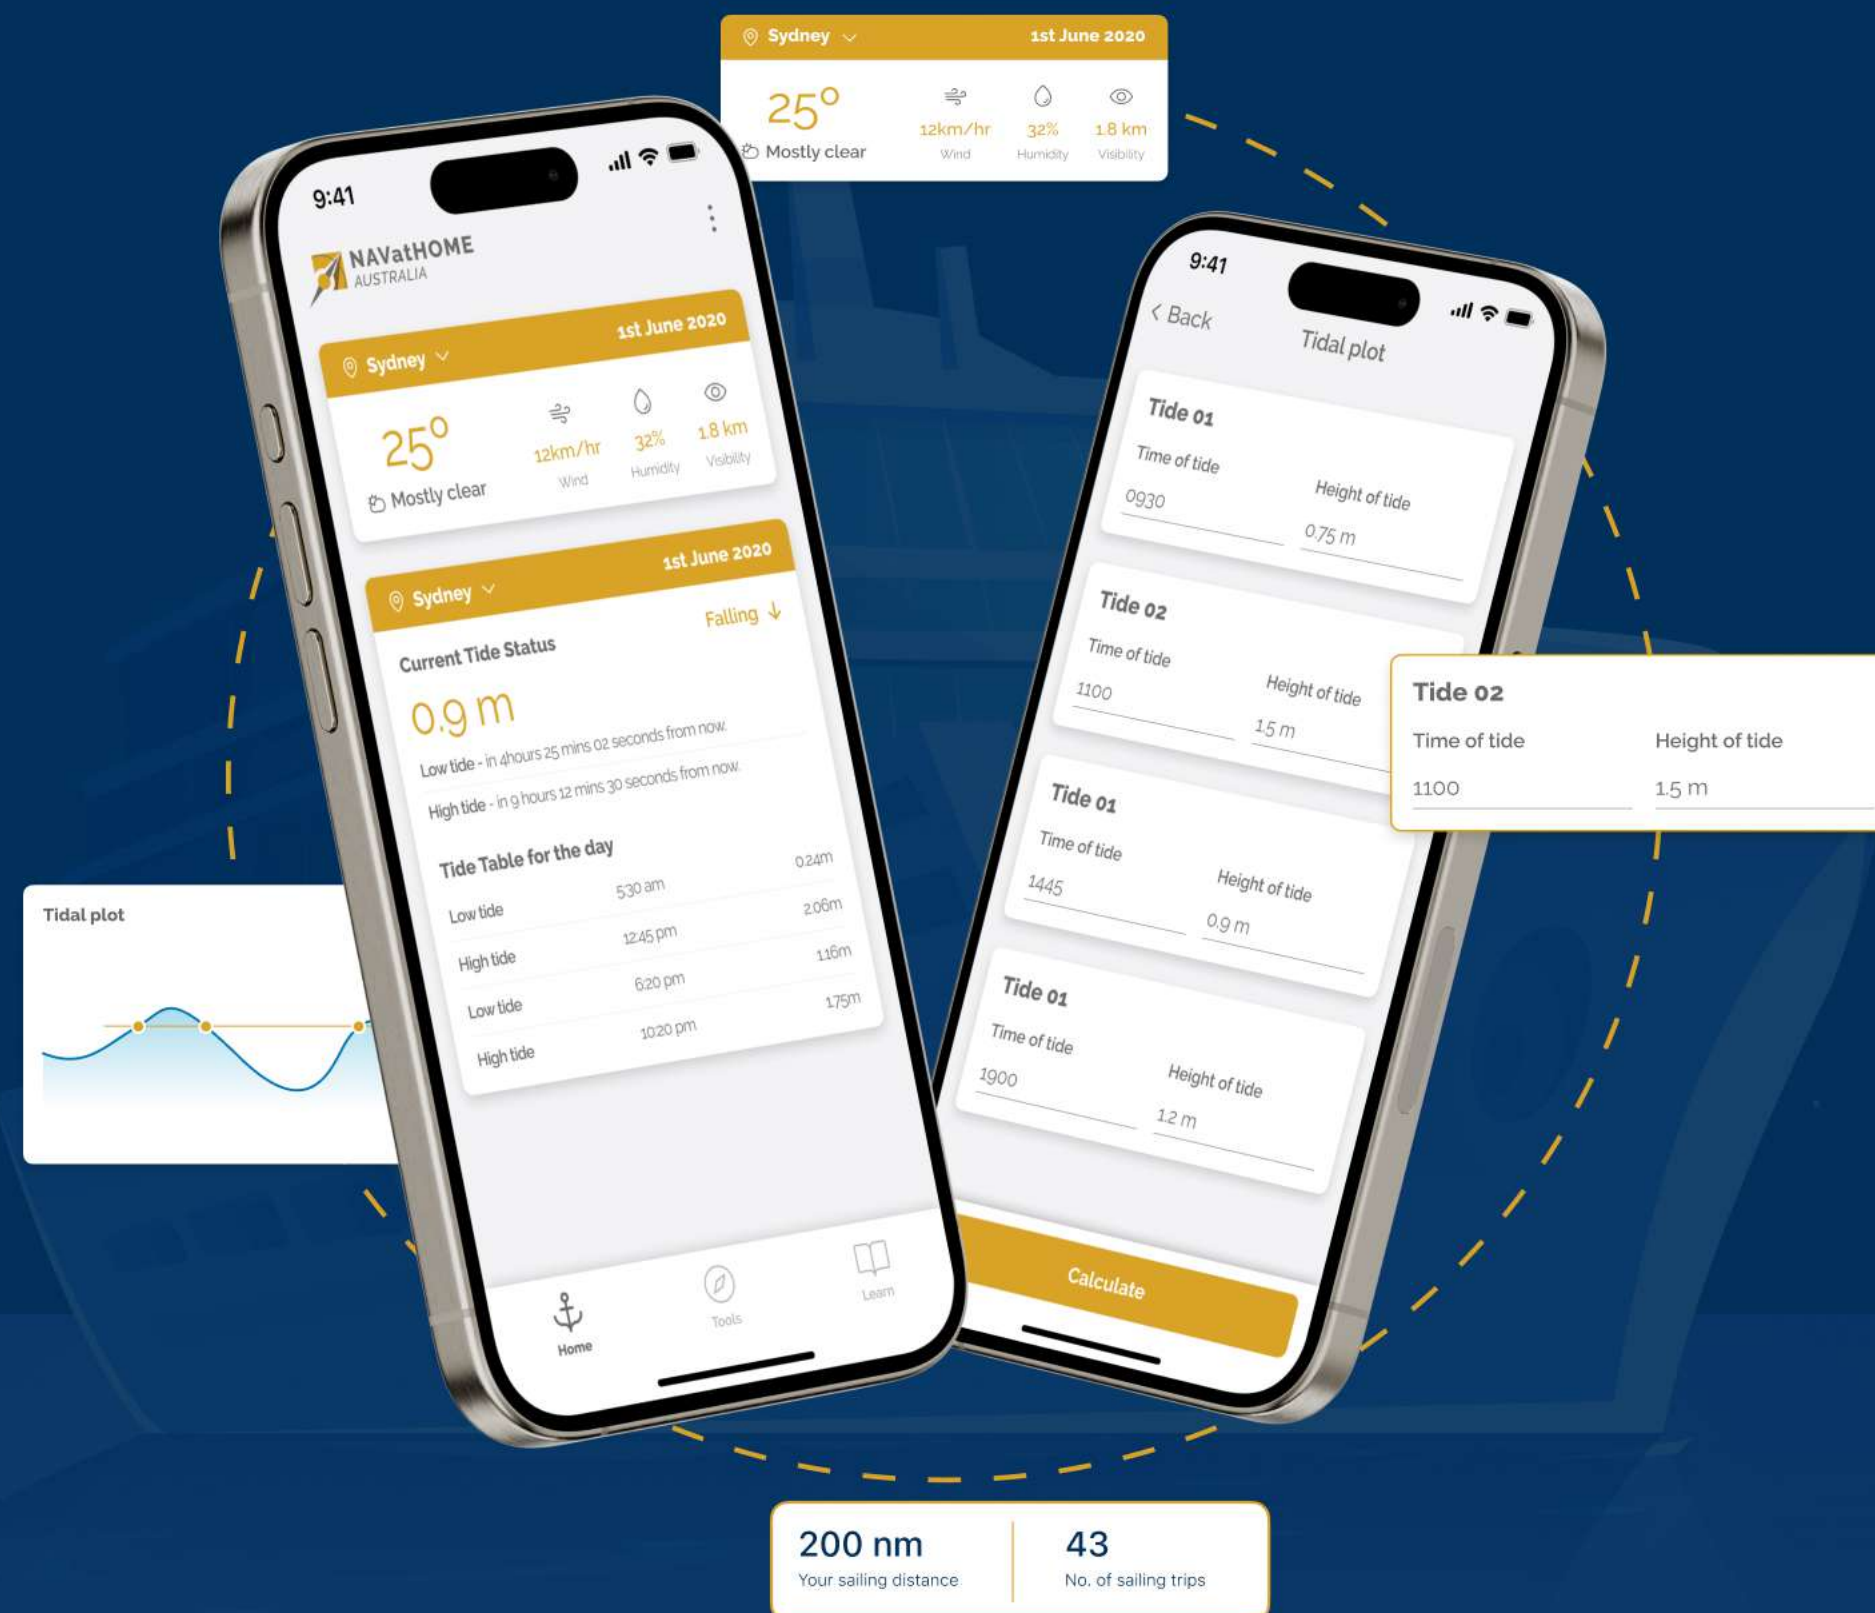 Sydney 1st June 2020
25°
Mostly clear
12km/hr 32% 1.8 km
Wind Humidity Visibility
9:41
NAVatHOME
AUSTRALIA
Sydney 1st June 2020
25°
Mostly clear
12km/hr 32% 1.8 km
Wind Humidity Visibility
Sydney 1st June 2020
Current Tide Status Falling ↓
0.9 m
Low tide - in 4hours 25 mins 02 seconds from now.
High tide - in 9 hours 12 mins 30 seconds from now.
Tide Table for the day
Low tide 5:30 am 0.24m
High tide 12:45 pm 2.06m
Low tide 6:20 pm 1.16m
High tide 10:20 pm 1.75m
Home Tools Learn
9:41
< Back
Tidal plot
Tide 01
Time of tide Height of tide
0930 0.75 m
Tide 02
Time of tide Height of tide
1100 1.5 m
Tide 01
Time of tide Height of tide
1445 0.9 m
Tide 01
Time of tide Height of tide
1900 1.2 m
Calculate
Tide 02
Time of tide Height of tide
1100 1.5 m
Tidal plot
200 nm 43
Your sailing distance No. of sailing trips